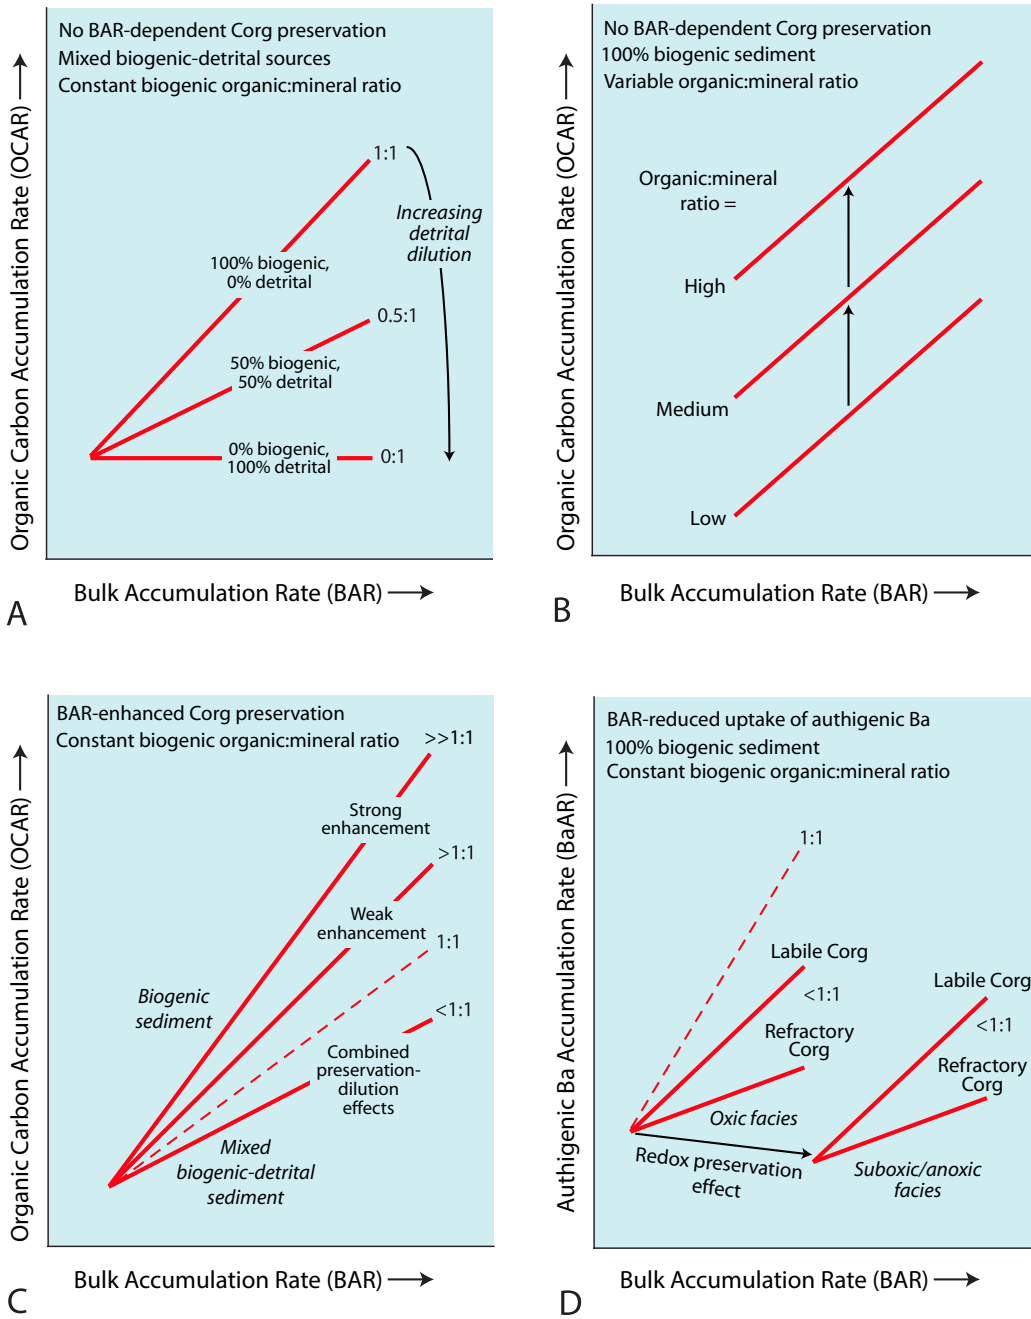 No BAR-dependent Corg preservation
Mixed biogenic-detrital sources
Constant biogenic organic:mineral ratio
1:1
Increasing
detrital
dilution
100% biogenic,
0% detrital
0.5:1
50% biogenic,
50% detrital
0% biogenic,
100% detrital
0:1
Organic Carbon Accumulation Rate (OCAR)
Bulk Accumulation Rate (BAR)
A
No BAR-dependent Corg preservation
100% biogenic sediment
Variable organic:mineral ratio
Organic:mineral
ratio =
High
Medium
Low
Organic Carbon Accumulation Rate (OCAR)
Bulk Accumulation Rate (BAR)
B
BAR-enhanced Corg preservation
Constant biogenic organic:mineral ratio
>>1:1
Strong
enhancement
>1:1
Weak
enhancement
1:1
Biogenic
sediment
<1:1
Combined
preservation-
dilution
effects
Mixed
biogenic-detrital
sediment
Organic Carbon Accumulation Rate (OCAR)
Bulk Accumulation Rate (BAR)
C
BAR-reduced uptake of authigenic Ba
100% biogenic sediment
Constant biogenic organic:mineral ratio
1:1
Labile Corg
<1:1
Refractory
Corg
Oxic facies
Labile Corg
<1:1
Refractory
Corg
Redox preservation
effect
Suboxic/anoxic
facies
Authigenic Ba Accumulation Rate (BaAR)
Bulk Accumulation Rate (BAR)
D